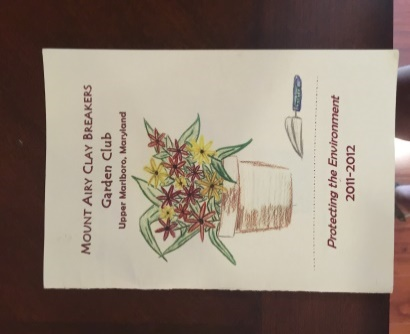 MOUNT AIRY CLAY BREAKERS
Garden Club
Upper Marlboro, Maryland
Protecting the Environment
2011-2012